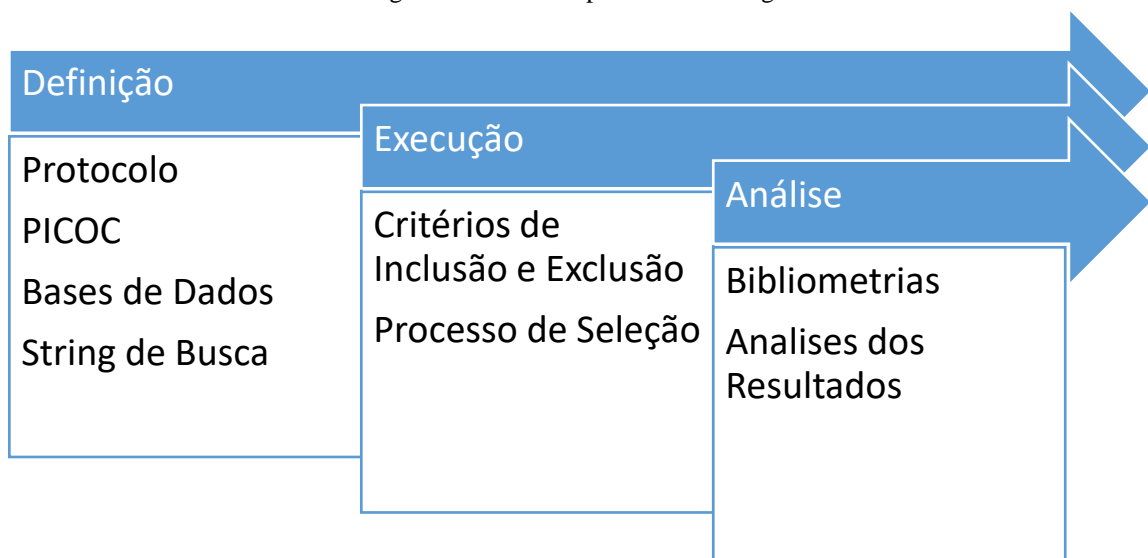 Definição
Protocolo
PICOC
Bases de Dados
String de Busca
Execução
Critérios de
Inclusão e Exclusão
Processo de Seleção
Análise
Bibliometrias
Analises dos
Resultados